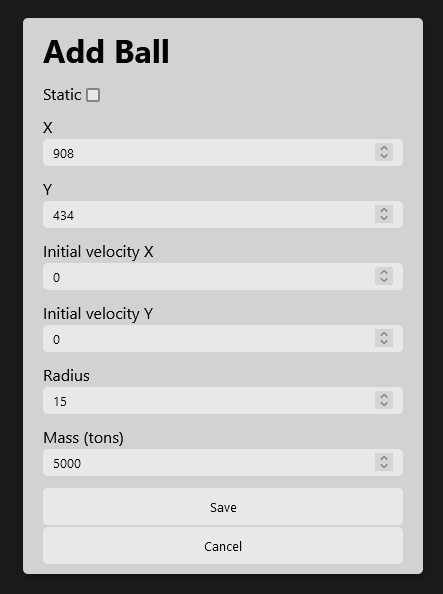 Add Ball
Static
X
908
Y
434
Initial velocity X
0
Initial velocity Y
0
Radius
15
Mass (tons)
5000
Save
Cancel